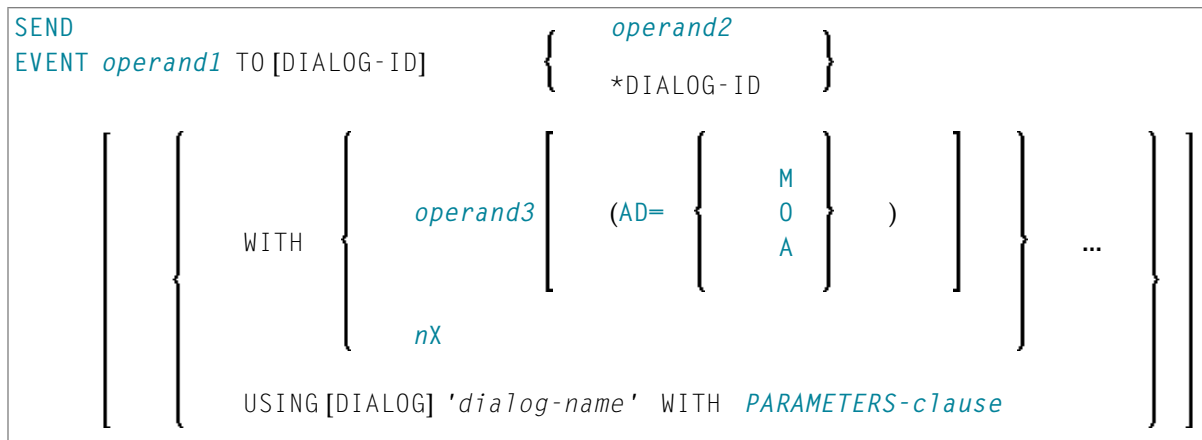 SEND
operand2
EVENT operand1 TO [DIALOG-ID]
*DIALOG-ID
M
operand3 (AD= O )
WITH ...
A
nX
USING [DIALOG] 'dialog-name' WITH PARAMETERS-clause